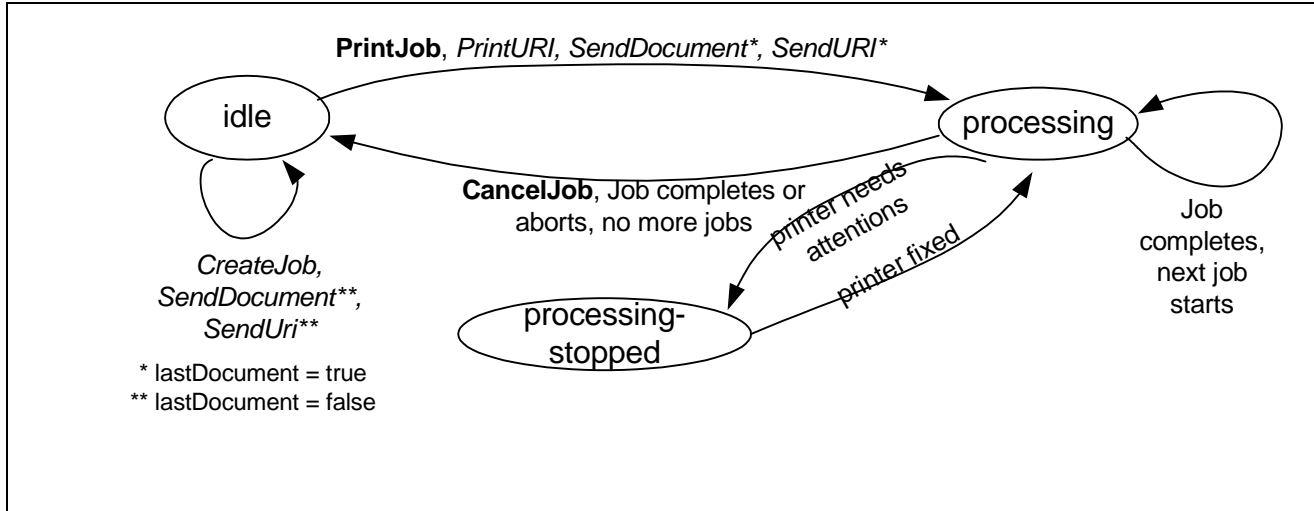 PrintJob, PrintURI, SendDocument*, SendURI*
idle
processing
CancelJob, Job completes or
aborts, no more jobs
printer needs
attentions
printer fixed
Job
completes,
next job
starts
CreateJob,
SendDocument**,
SendUri**
processing-
stopped
* lastDocument = true
** lastDocument = false